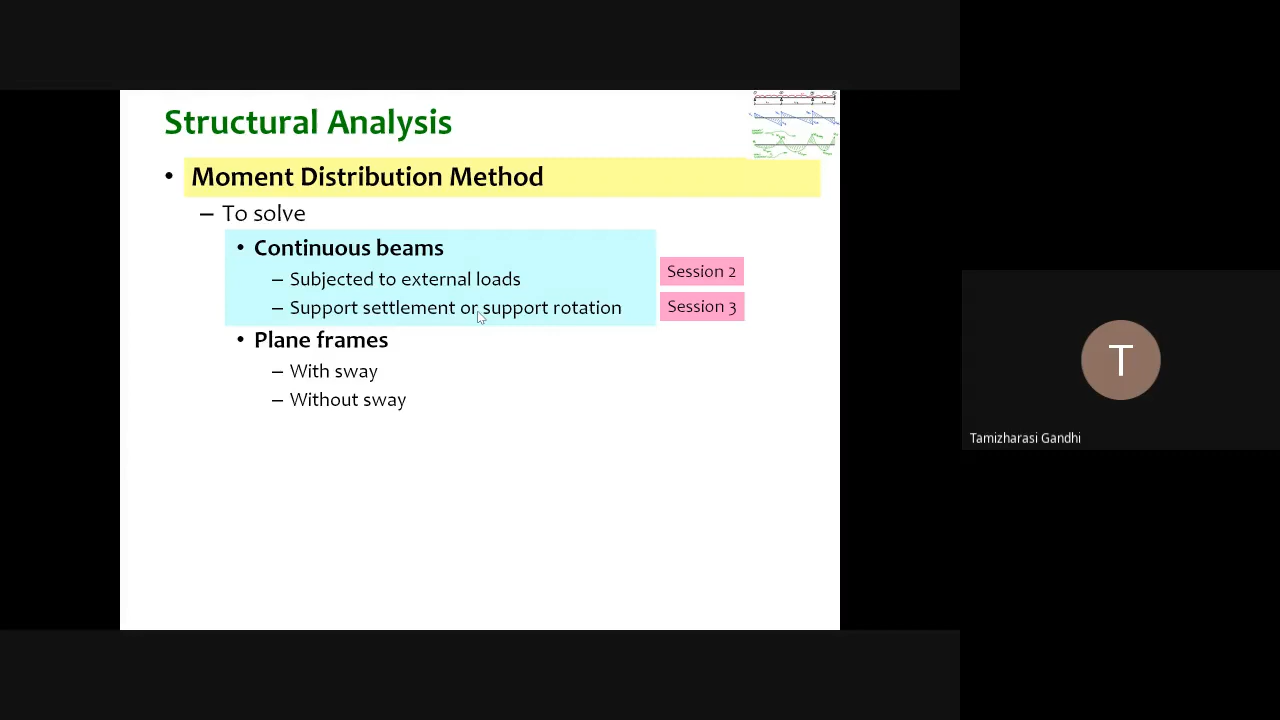 Structural Analysis
• Moment Distribution Method
– To solve
• Continuous beams
– Subjected to external loads
Session 2
– Support settlement or support rotation
Session 3
• Plane frames
– With sway
– Without sway
T
Tamizharasi Gandhi